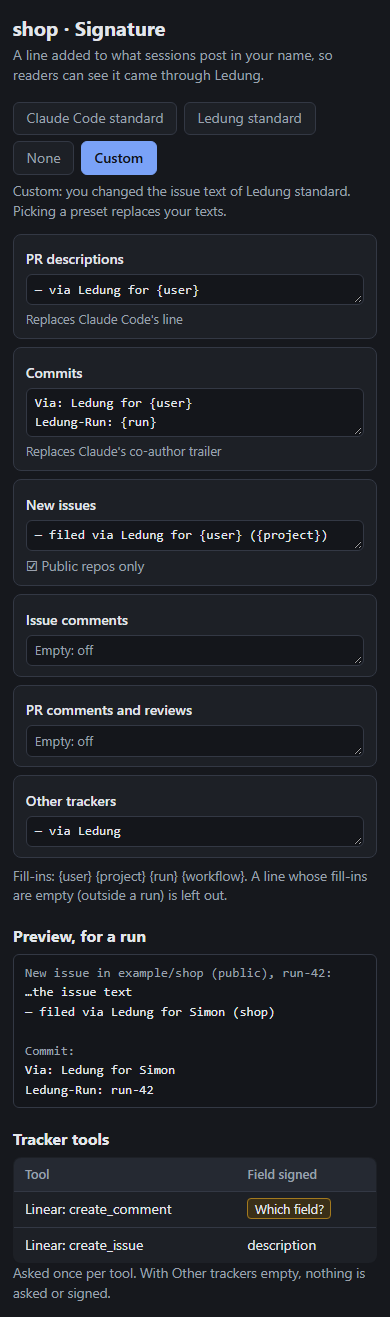 shop · Signature
A line added to what sessions post in your name, so
readers can see it came through Ledung.
Claude Code standard
Ledung standard
None
Custom
Custom: you changed the issue text of Ledung standard.
Picking a preset replaces your texts.
PR descriptions
— via Ledung for {user}
Replaces Claude Code's line
Commits
Via: Ledung for {user}
Ledung-Run: {run}
Replaces Claude's co-author trailer
New issues
— filed via Ledung for {user} ({project})
Public repos only
Issue comments
Empty: off
PR comments and reviews
Empty: off
Other trackers
— via Ledung
Fill-ins: {user} {project} {run} {workflow}. A line whose fill-ins
are empty (outside a run) is left out.
Preview, for a run
New issue in example/shop (public), run-42:
…the issue text
— filed via Ledung for Simon (shop)
Commit:
Via: Ledung for Simon
Ledung-Run: run-42
Tracker tools
Tool Field signed
Linear: create_comment Which field?
Linear: create_issue description
Asked once per tool. With Other trackers empty, nothing is
asked or signed.